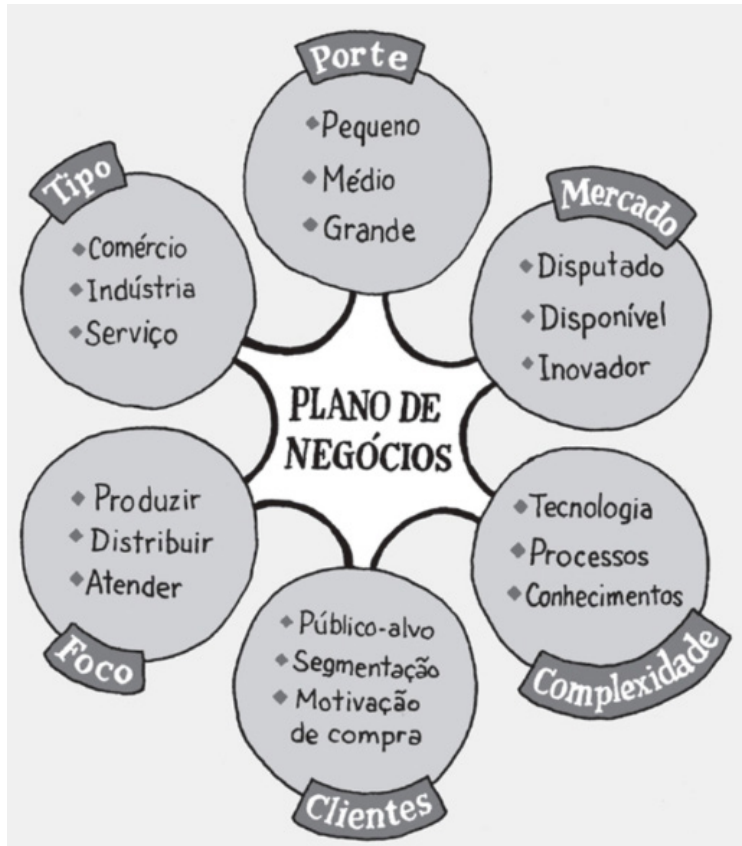 Porte
Pequeno
Médio
Grande
Tipo
Comércio
Indústria
Serviço
Mercado
Disputado
Disponível
Inovador
PLANO DE
NEGÓCIOS
Produzir
Distribuir
Atender
Foco
Tecnologia
Processos
Conhecimentos
Complexidade
Público-alvo
Segmentação
Motivação
de compra
Clientes